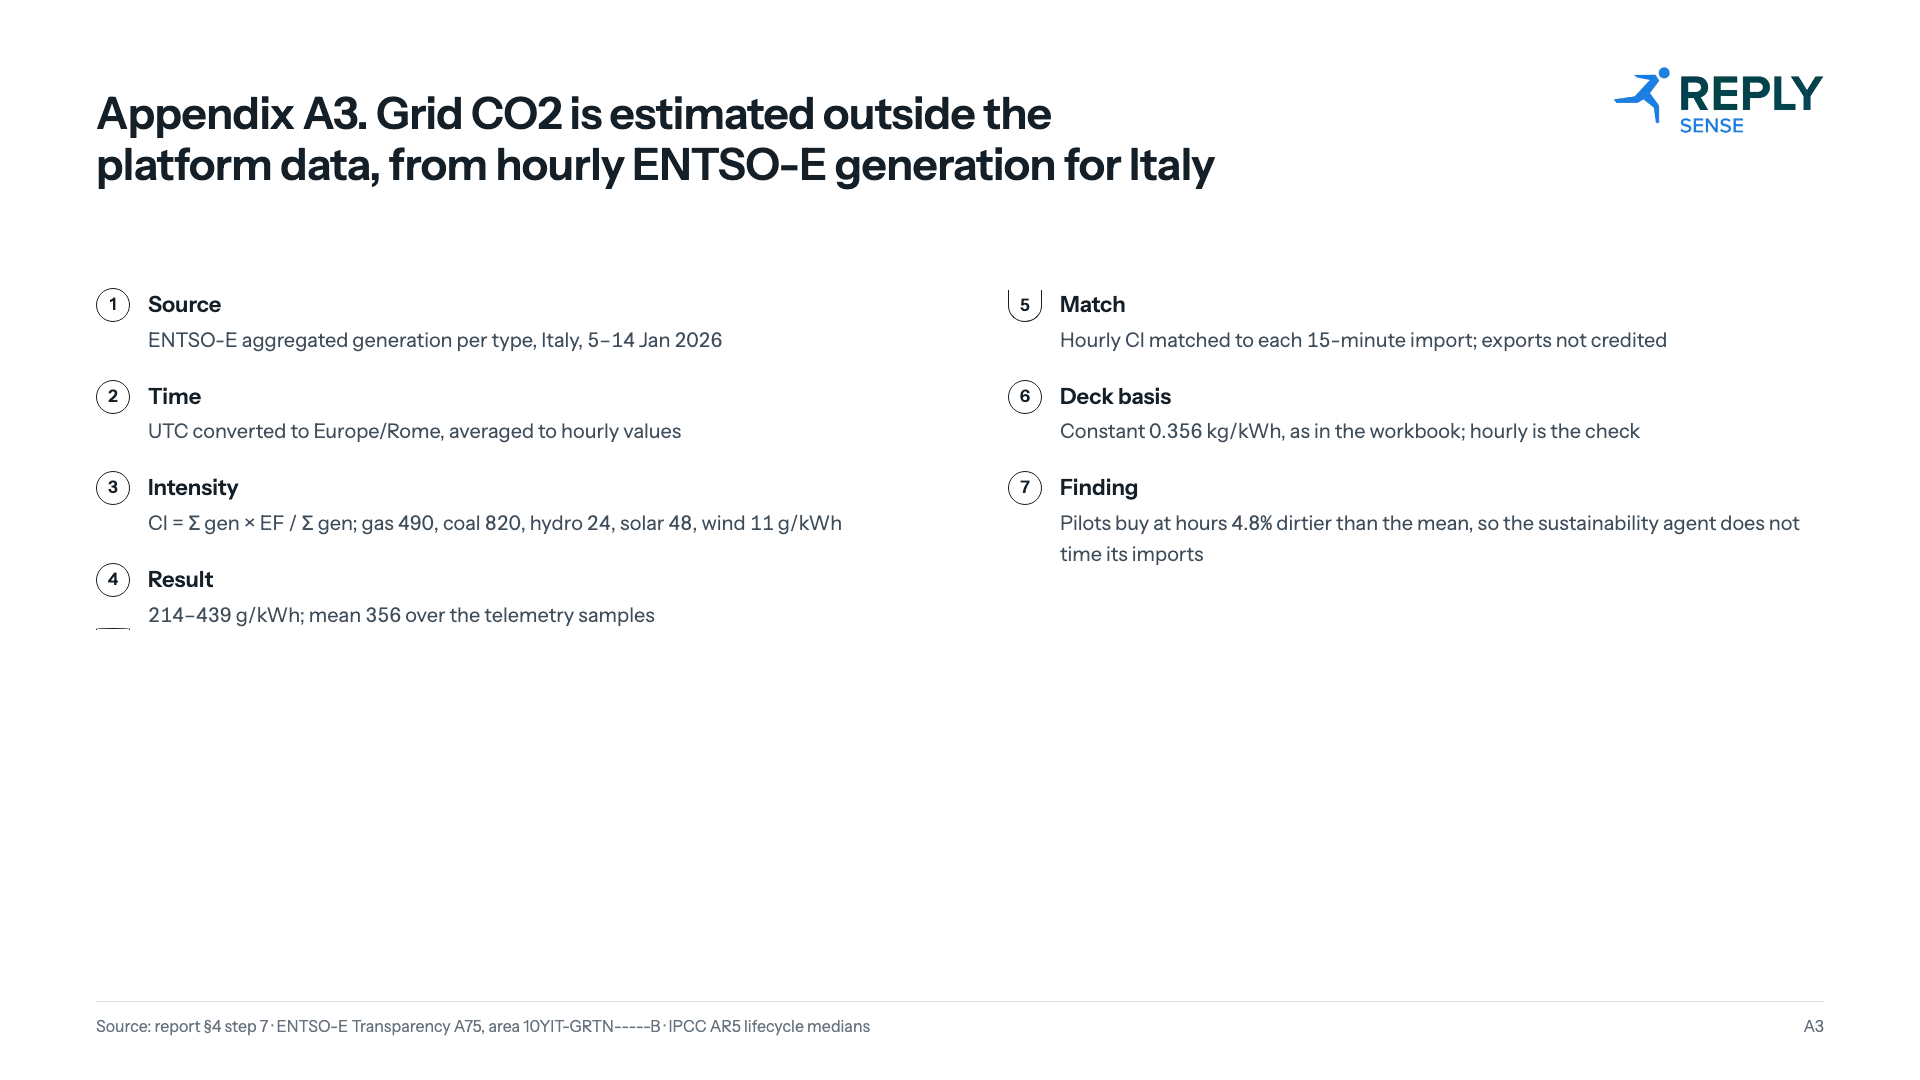 Appendix A3. Grid CO2 is estimated outside the
platform data, from hourly ENTSO-E generation for Italy
REPLY
SENSE
1 Source
ENTSO-E aggregated generation per type, Italy, 5–14 Jan 2026
2 Time
UTC converted to Europe/Rome, averaged to hourly values
3 Intensity
CI = Σ gen × EF / Σ gen; gas 490, coal 820, hydro 24, solar 48, wind 11 g/kWh
4 Result
214–439 g/kWh; mean 356 over the telemetry samples
5 Match
Hourly CI matched to each 15-minute import; exports not credited
6 Deck basis
Constant 0.356 kg/kWh, as in the workbook; hourly is the check
7 Finding
Pilots buy at hours 4.8% dirtier than the mean, so the sustainability agent does not
time its imports
Source: report §4 step 7 · ENTSO-E Transparency A75, area 10YIT-GRTN-----B · IPCC AR5 lifecycle medians
A3